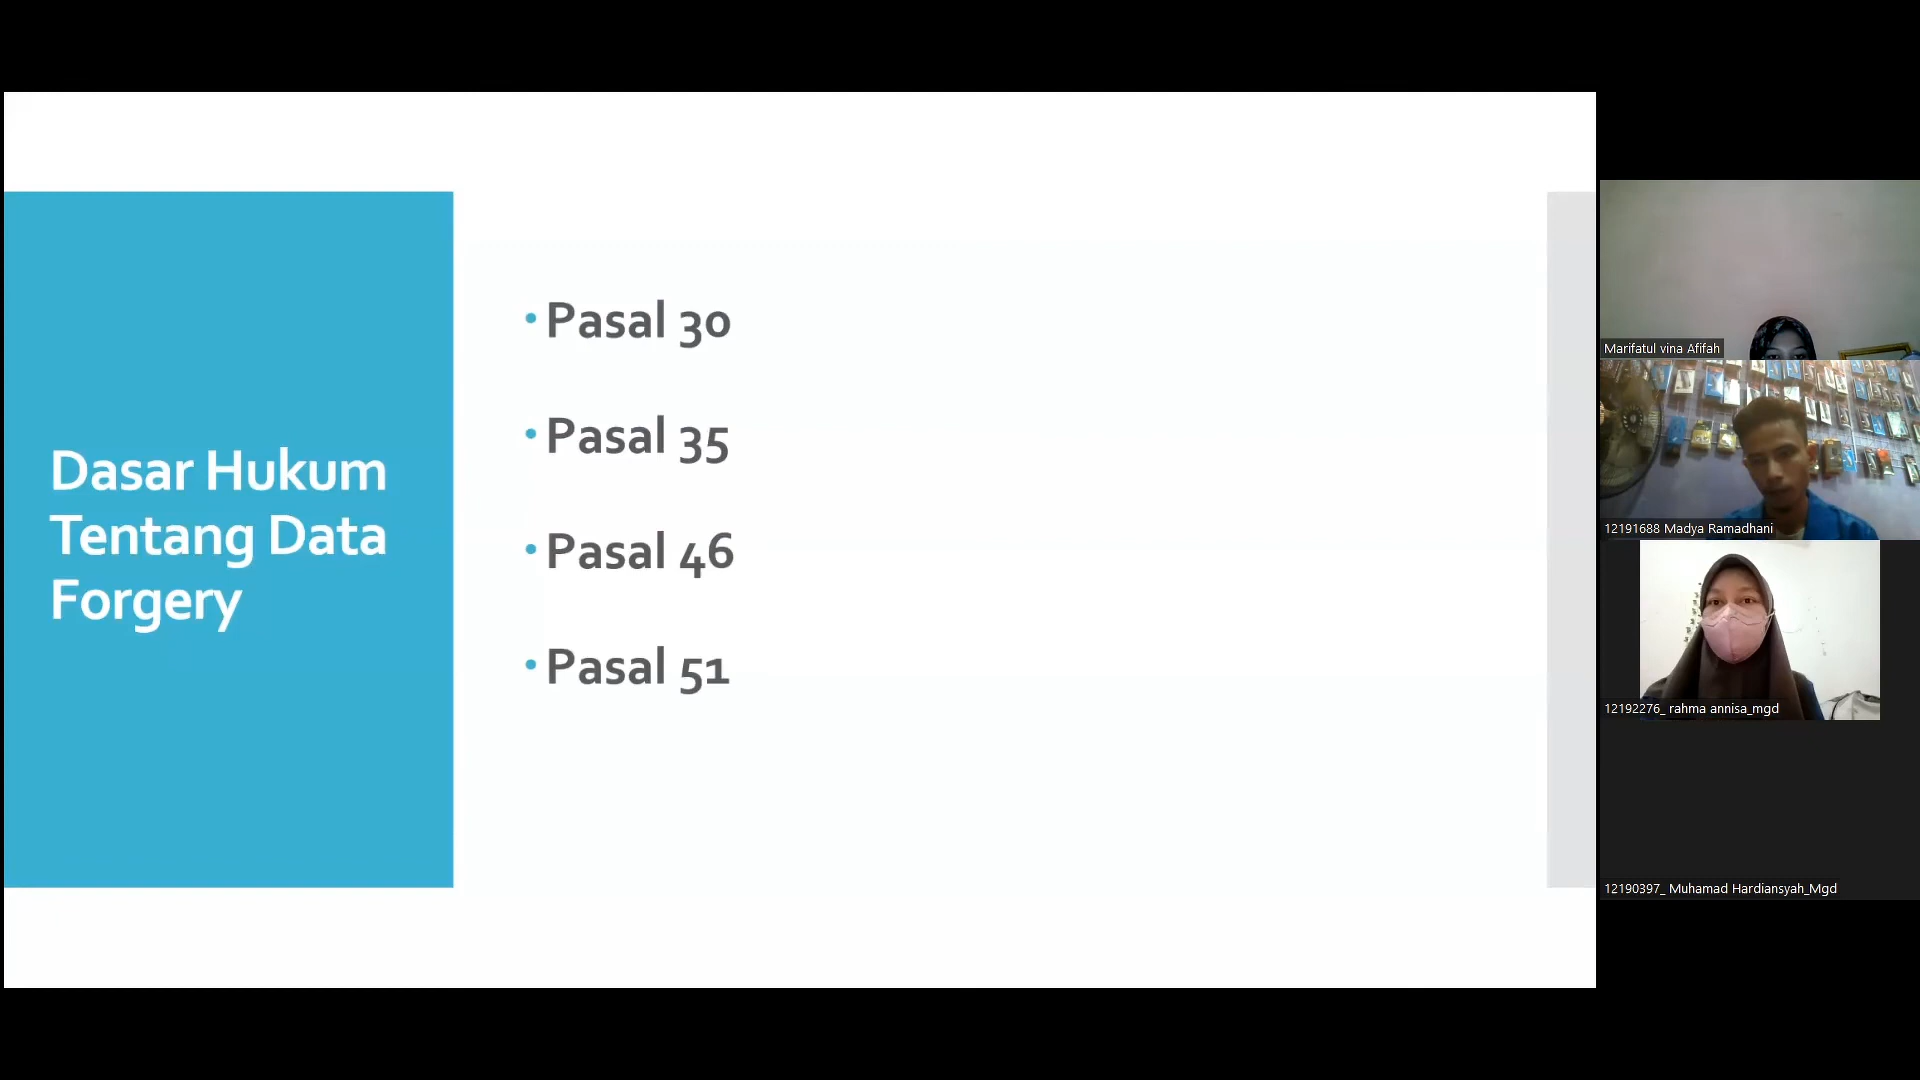 Dasar Hukum
Tentang Data
Forgery
• Pasal 30
• Pasal 35
• Pasal 46
• Pasal 51
Marifatul vina Afifah
12191688 Madya Ramadhani
12192276_ rahma annisa_mgd
12190397_ Muhamad Hardiansyah_Mgd